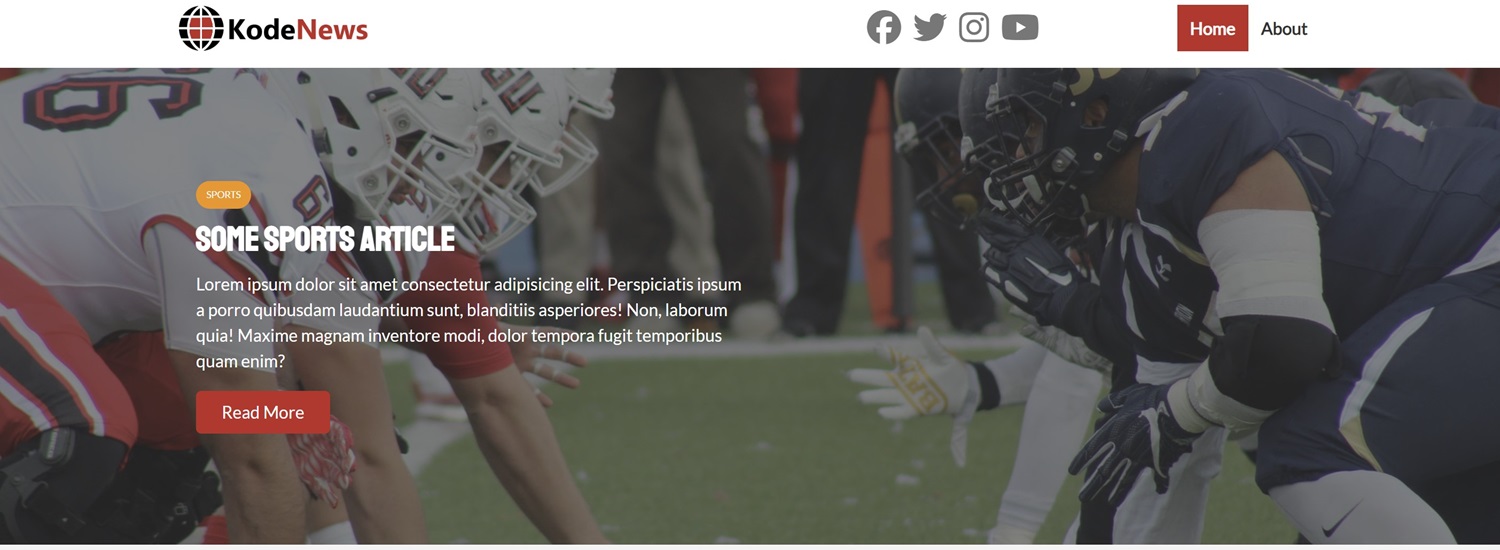 KodeNews
Home
About
SPORTS
SOME SPORTS ARTICLE
Lorem ipsum dolor sit amet consectetur adipisicing elit. Perspiciatis ipsum
a porro quibusdam laudantium sunt, blanditiis asperiores! Non, laborum
quia! Maxime magnam inventore modi, dolor tempora fugit temporibus
quam enim?
Read More